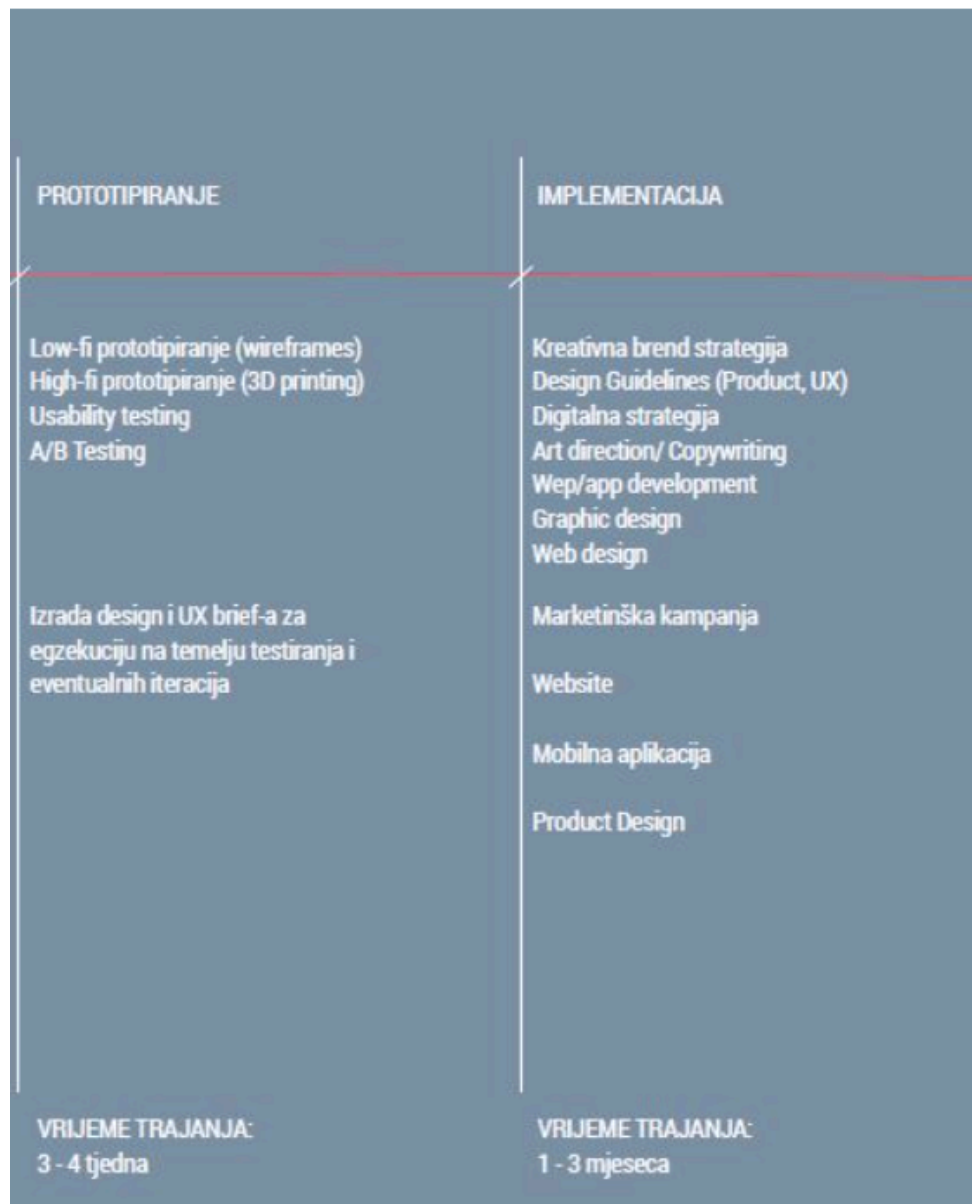 PROTOTIPIRANJE
Low-fi prototipiranje (wireframes)
High-fi prototipiranje (3D printing)
Usability testing
A/B Testing
Izrada design i UX brief-a za
egzekuciju na temelju testiranja i
eventualnih iteracija
VRIJEME TRAJANJA:
3 - 4 tjedna
IMPLEMENTACIJA
Kreativna brend strategija
Design Guidelines (Product, UX)
Digitalna strategija
Art direction/ Copywriting
Wep/app development
Graphic design
Web design
Marketinška kampanja
Website
Mobilna aplikacija
Product Design
VRIJEME TRAJANJA:
1 - 3 mjeseca